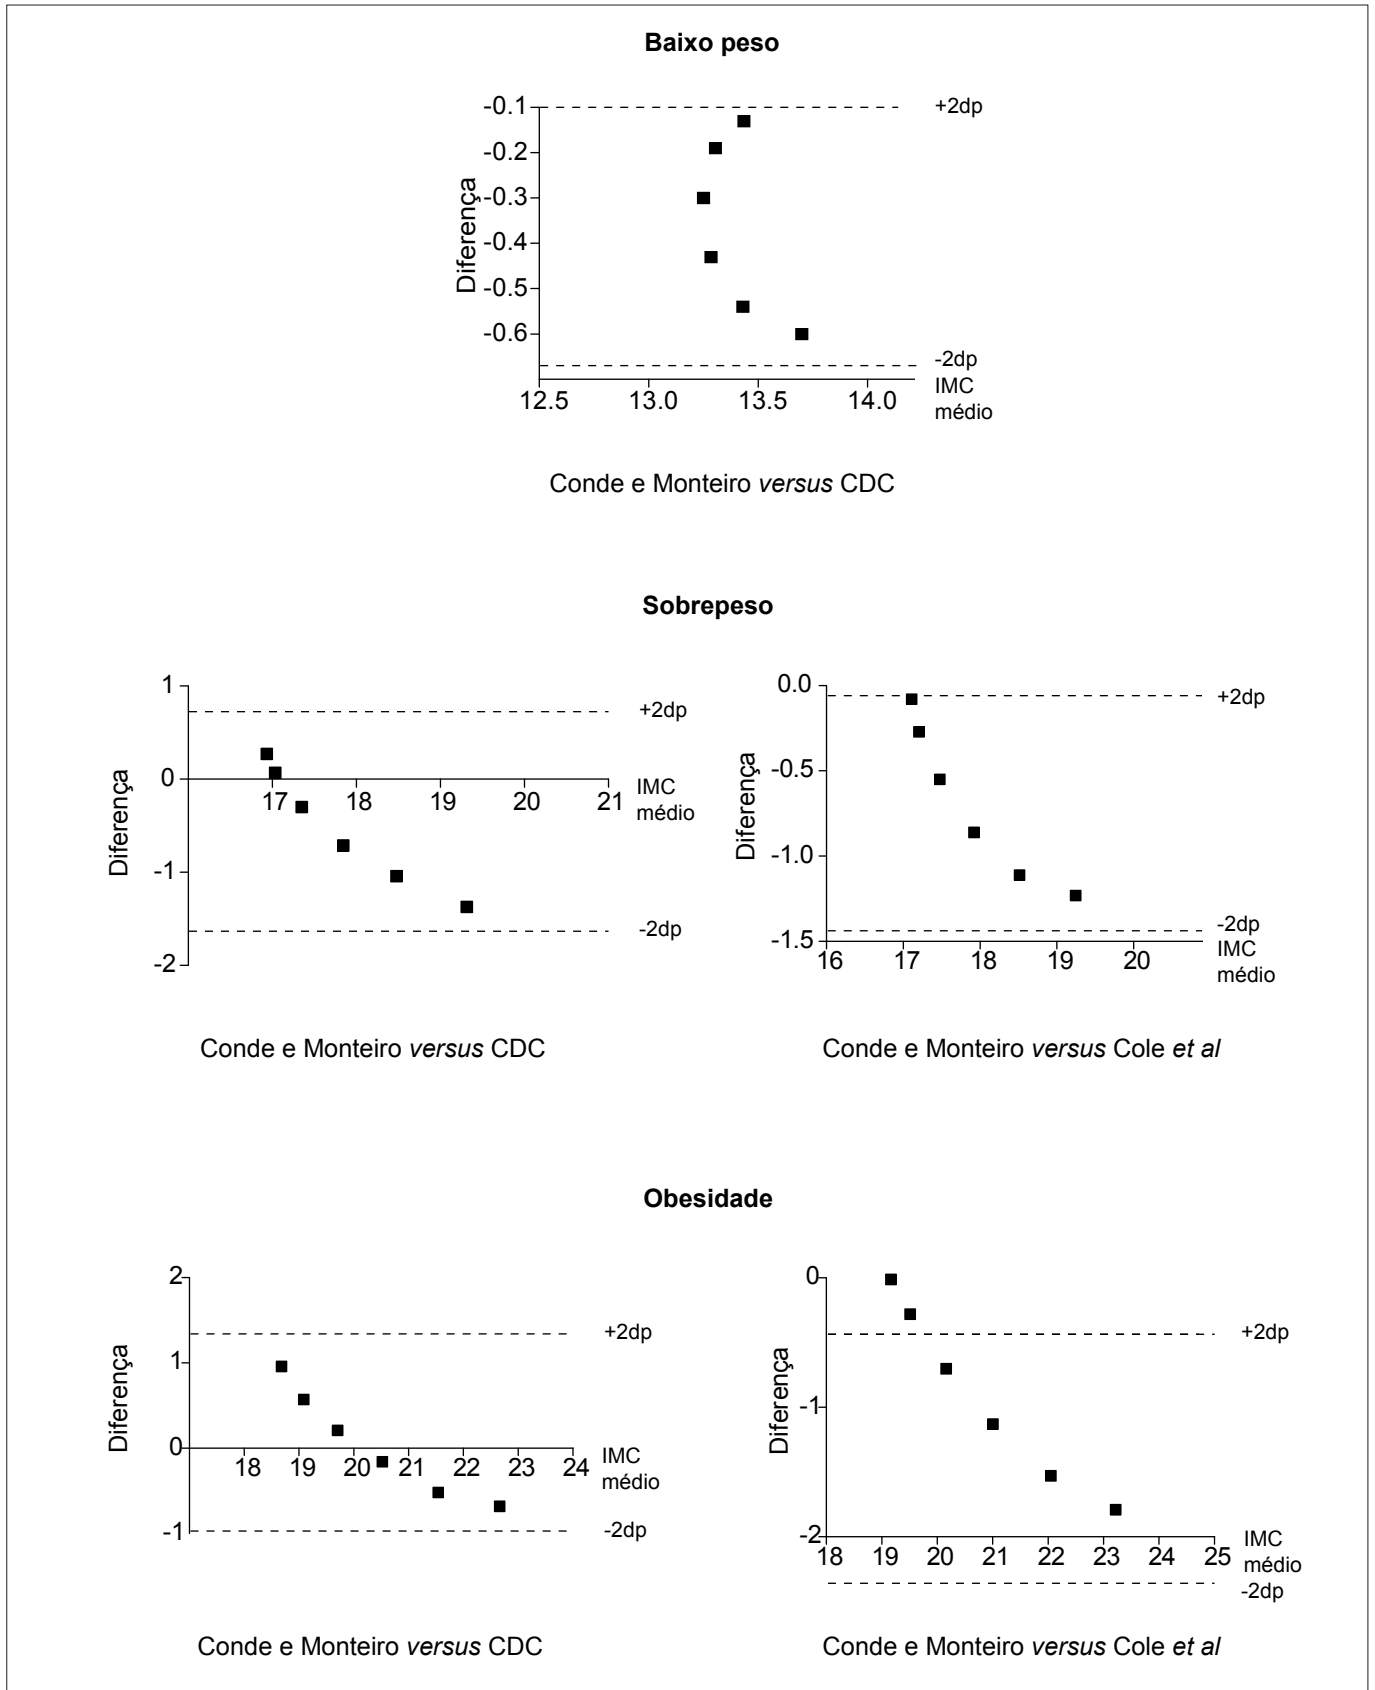 Baixo peso
-0.1
+2dp
-0.2
-0.3
-0.4
-0.5
-0.6
Diferença
-2dp
12.5 13.0 13.5 14.0
IMC
médio
Conde e Monteiro versus CDC
Sobrepeso
1
+2dp
0
17 18 19 20 21
IMC
médio
Diferença
-1
-2dp
-2
Conde e Monteiro versus CDC
0.0
+2dp
-0.5
Diferença
-1.0
-2dp
-1.5
16 17 18 19 20
IMC
médio
Conde e Monteiro versus Cole et al
Obesidade
2
+2dp
1
Diferença
0
18 19 20 21 22 23 24
IMC
médio
-1
-2dp
Conde e Monteiro versus CDC
0
+2dp
Diferença
-1
-2
18 19 20 21 22 23 24 25
IMC
médio
-2dp
Conde e Monteiro versus Cole et al